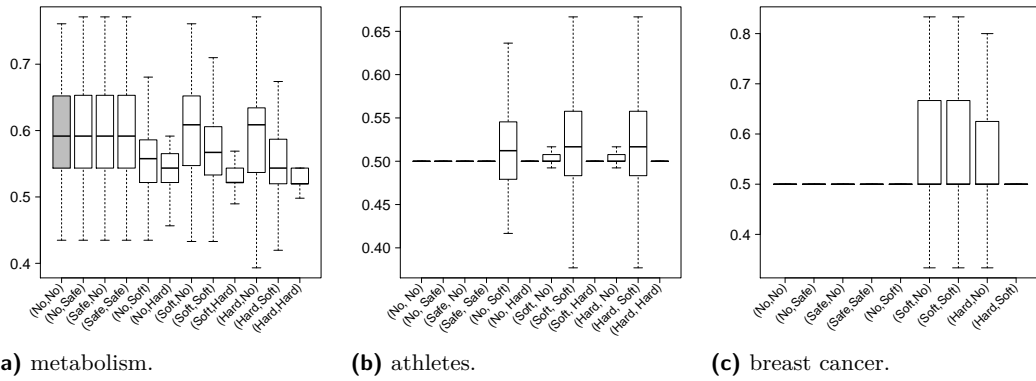 0.7
0.6
0.5
0.4
(No,No)
(No,Safe)
(Safe,No)
(Safe,Safe)
(No,Soft)
(No,Hard)
(Soft,No)
(Soft,Soft)
(Soft,Hard)
(Hard,No)
(Hard,Soft)
(Hard,Hard)
a) metabolism.
0.65
0.60
0.55
0.50
0.45
0.40
(No, No)
(No, Safe)
(Safe, No)
(Safe, Safe)
(No, Soft)
(No, Hard)
(Soft, No)
(Soft, Soft)
(Soft, Hard)
(Hard, No)
(Hard, Soft)
(Hard, Hard)
(b) athletes.
0.8
0.7
0.6
0.5
0.4
(No,No)
(No,Safe)
(Safe,No)
(Safe,Safe)
(No,Soft)
(Soft,No)
(Soft,Soft)
(Hard,No)
(Hard,Soft)
(c) breast cancer.